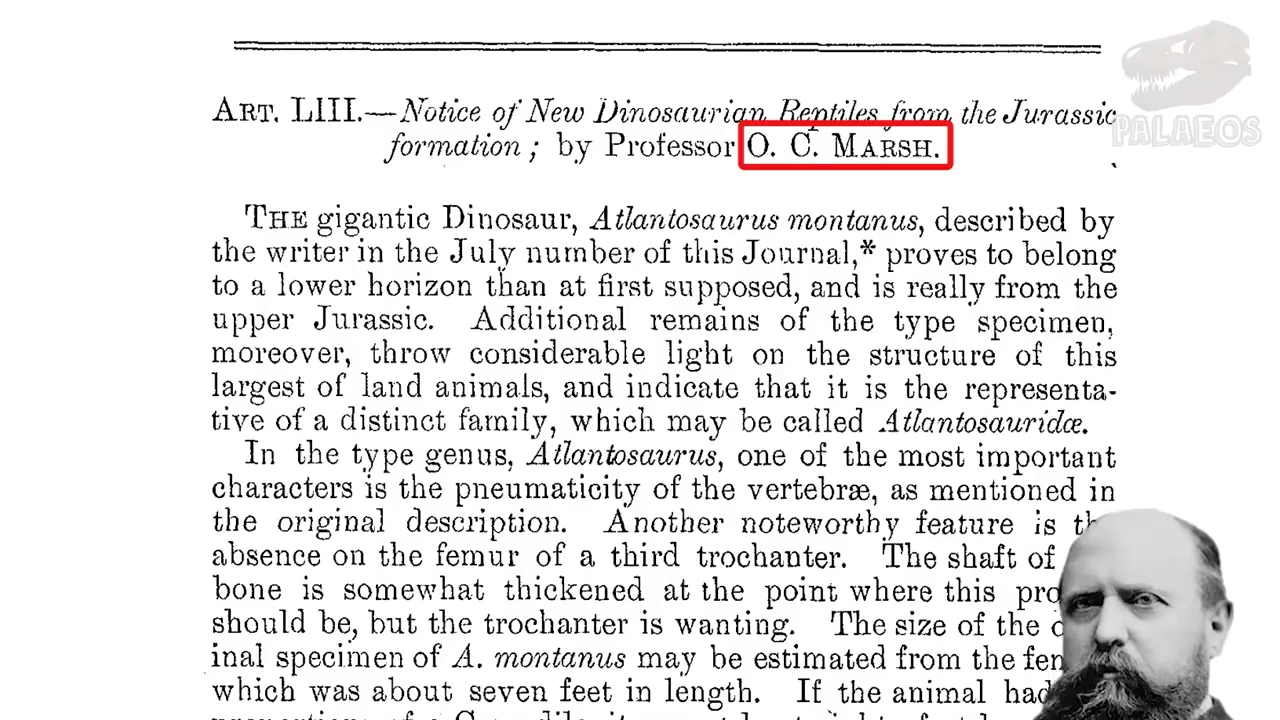 PALAEOS
ART. LIII.—Notice of New Dinosaurian Reptiles from the Jurassic
formation; by Professor O. C. MARSH.
THE gigantic Dinosaur, Atlantosaurus montanus, described by
the writer in the July number of this Journal,* proves to belong
to a lower horizon than at first supposed, and is really from the
upper Jurassic. Additional remains of the type specimen,
moreover, throw considerable light on the structure of this
largest of land animals, and indicate that it is the representa-
tive of a distinct family, which may be called Atlantosauridæ.
In the type genus, Atlantosaurus, one of the most important
characters is the pneumaticity of the vertebræ, as mentioned in
the original description. Another noteworthy feature is
absence on the femur of a third trochanter. The shaft of
bone is somewhat thickened at the point where this
should be, but the trochanter is wanting. The size of the
inal specimen of A. montanus may be estimated from the
which was about seven feet in length. If the animal had